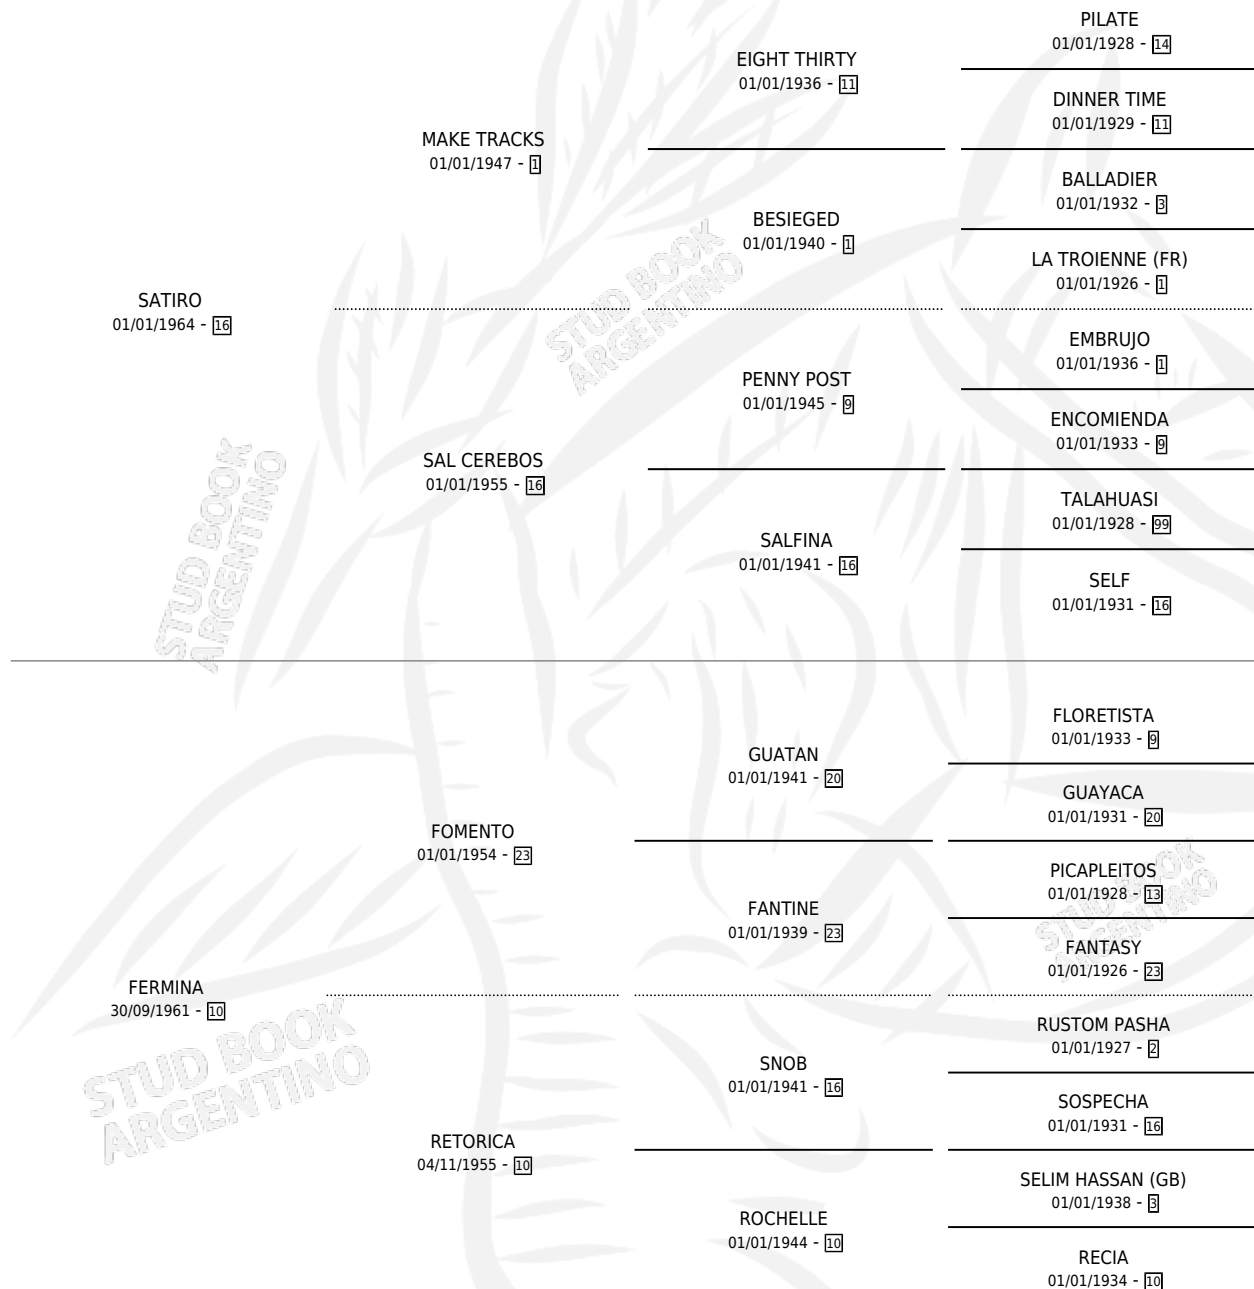 PILATE
01/01/1928 - 14
EIGHT THIRTY
01/01/1936 - 11
DINNER TIME
01/01/1929 - 11
MAKE TRACKS
01/01/1947 - 1
BALLADIER
01/01/1932 - 3
BESIEGED
01/01/1940 - 1
LA TROIENNE (FR)
01/01/1926 - 1
SATIRO
01/01/1964 - 16
EMBRUJO
01/01/1936 - 1
PENNY POST
01/01/1945 - 9
ENCOMIENDA
01/01/1933 - 9
SAL CEREBOS
01/01/1955 - 16
TALAHUASI
01/01/1928 - 99
SALFINA
01/01/1941 - 16
SELF
01/01/1931 - 16
STUD BOOK
ARGENTINO
STUD BOOK
ARGENTINO
FLORETISTA
01/01/1933 - 9
GUATAN
01/01/1941 - 20
GUAYACA
01/01/1931 - 20
FOMENTO
01/01/1954 - 23
PICAPLEITOS
01/01/1928 - 13
FANTINE
01/01/1939 - 23
FANTASY
01/01/1926 - 23
FERMINA
30/09/1961 - 10
RUSTOM PASHA
01/01/1927 - 2
SNOB
01/01/1941 - 16
SOSPECHA
01/01/1931 - 16
RETORICA
04/11/1955 - 10
SELIM HASSAN (GB)
01/01/1938 - 3
ROCHELLE
01/01/1944 - 10
RECIA
01/01/1934 - 10
STUD BOOK
ARGENTINO
STUD BOOK
ARGENTINO